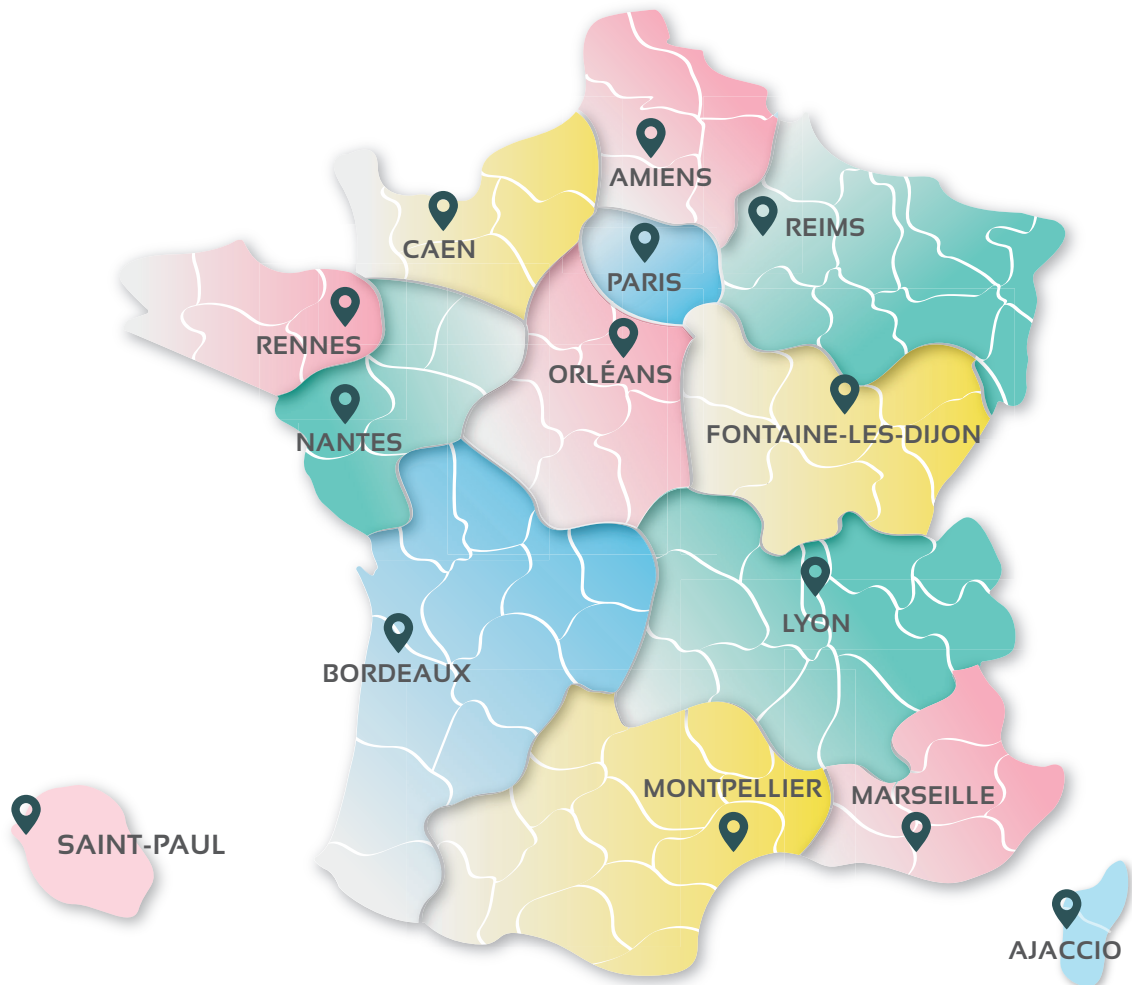 AMIENS
REIMS
CAEN
PARIS
RENNES
ORLÉANS
FONTAINE-LES-DIJON
NANTES
LYON
BORDEAUX
MONTPELLIER
MARSEILLE
SAINT-PAUL
AJACCIO